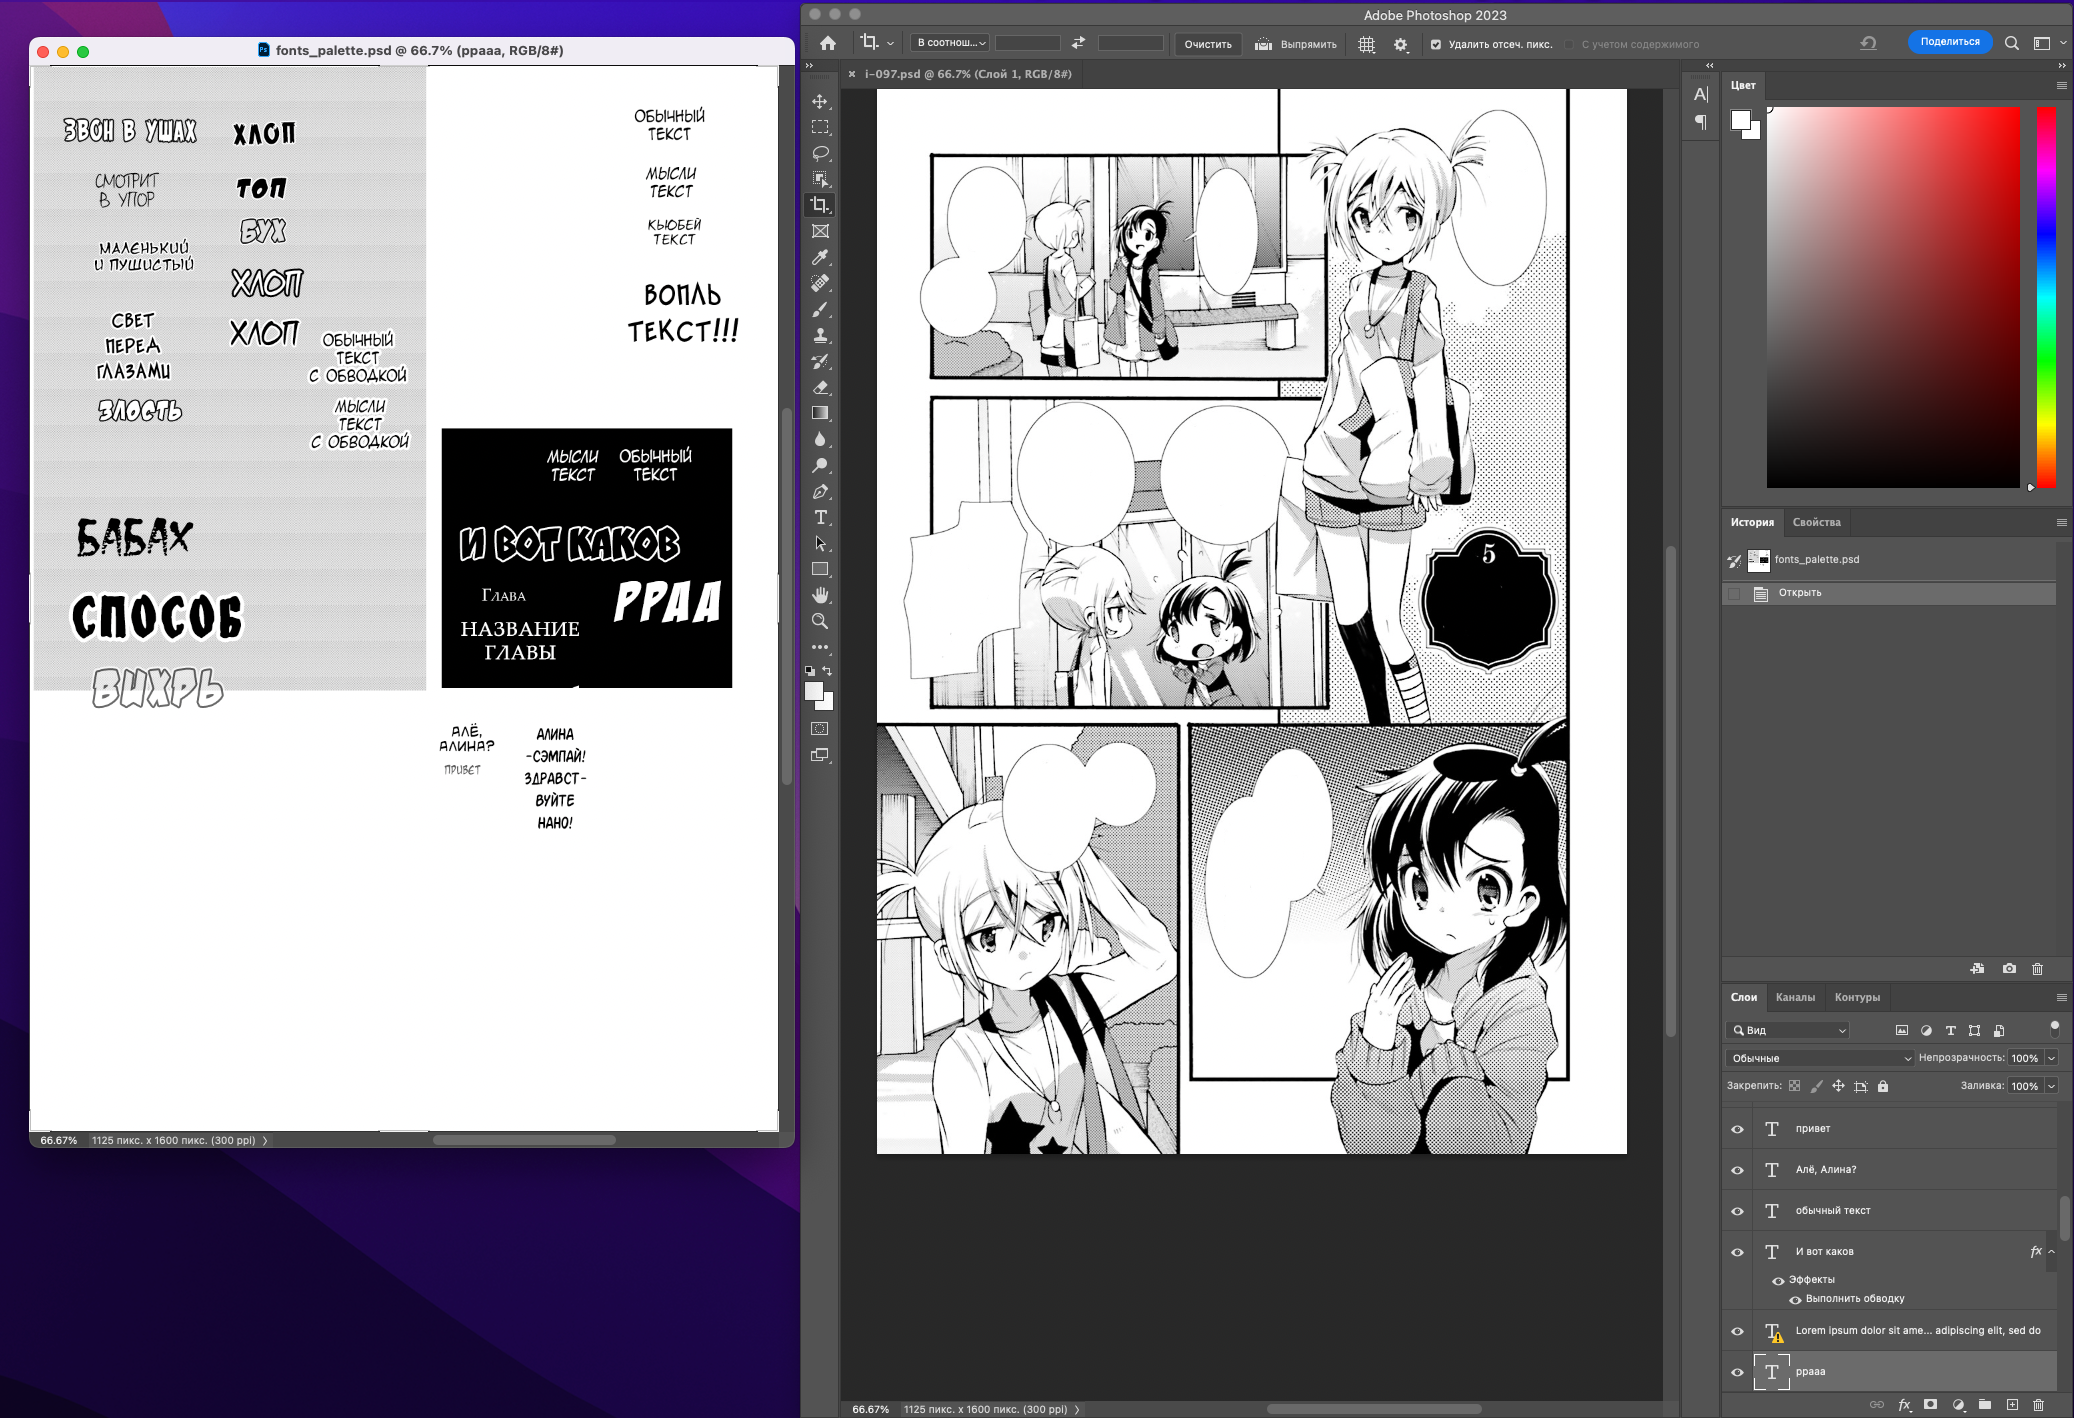 fonts_palette.psd @ 66.7% (ppaaa, RGB/8#)
ЗВОН В УШАХ
ХЛОП
СМОТРИТ
В УПОР
ТОП
БУХ
МАЛЕНЬКИЙ
И ПУШИСТЫЙ
ХЛОП
СВЕТ
ПЕРЕД
ГЛАЗАМИ
ХЛОП
ОБЫЧНЫЙ
ТЕКСТ
С ОБВОДКОЙ
ЗЛОСТЬ
МЫСЛИ
ТЕКСТ
С ОБВОДКОЙ
БАБАХ
СПОСОБ
ВИХРЬ
ОБЫЧНЫЙ
ТЕКСТ
МЫСЛИ
ТЕКСТ
КЬЮБЕЙ
ТЕКСТ
ВОПЛЬ
ТЕКСТ!!!
МЫСЛИ
ТЕКСТ
ОБЫЧНЫЙ
ТЕКСТ
И ВОТ КАКОВ
Глава
РРАА
НАЗВАНИЕ
ГЛАВЫ
АЛЁ,
АЛИНА?
ПРИВЕТ
АЛИНА
-СЭМПАЙ!
ЗДРАВСТ-
ВУЙТЕ
НАНО!
66.67%
1125 пикс. x 1600 пикс. (300 ppi)
Adobe Photoshop 2023
В соотнош...
Очистить
Выпрямить
Удалить отсеч. пикс.
С учетом содержимого
Поделиться
i-097.psd @ 66.7% (Слой 1, RGB/8#)
5
66.67%
1125 пикс. x 1600 пикс. (300 ppi)
Цвет
История
Свойства
fonts_palette.psd
Открыть
Слои
Каналы
Контуры
Вид
Обычные
Непрозрачность: 100%
Закрепить:
Заливка: 100%
привет
Алё, Алина?
обычный текст
И вот каков
fx
Эффекты
Выполнить обводку
Lorem ipsum dolor sit ame... adipiscing elit, sed do
ppaaa